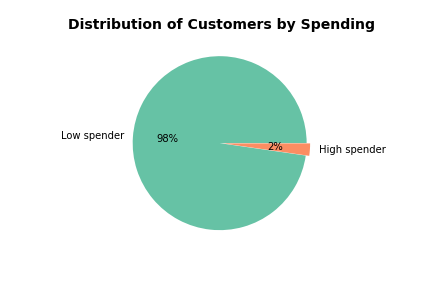 Distribution of Customers by Spending
Low spender
98%
2%
High spender